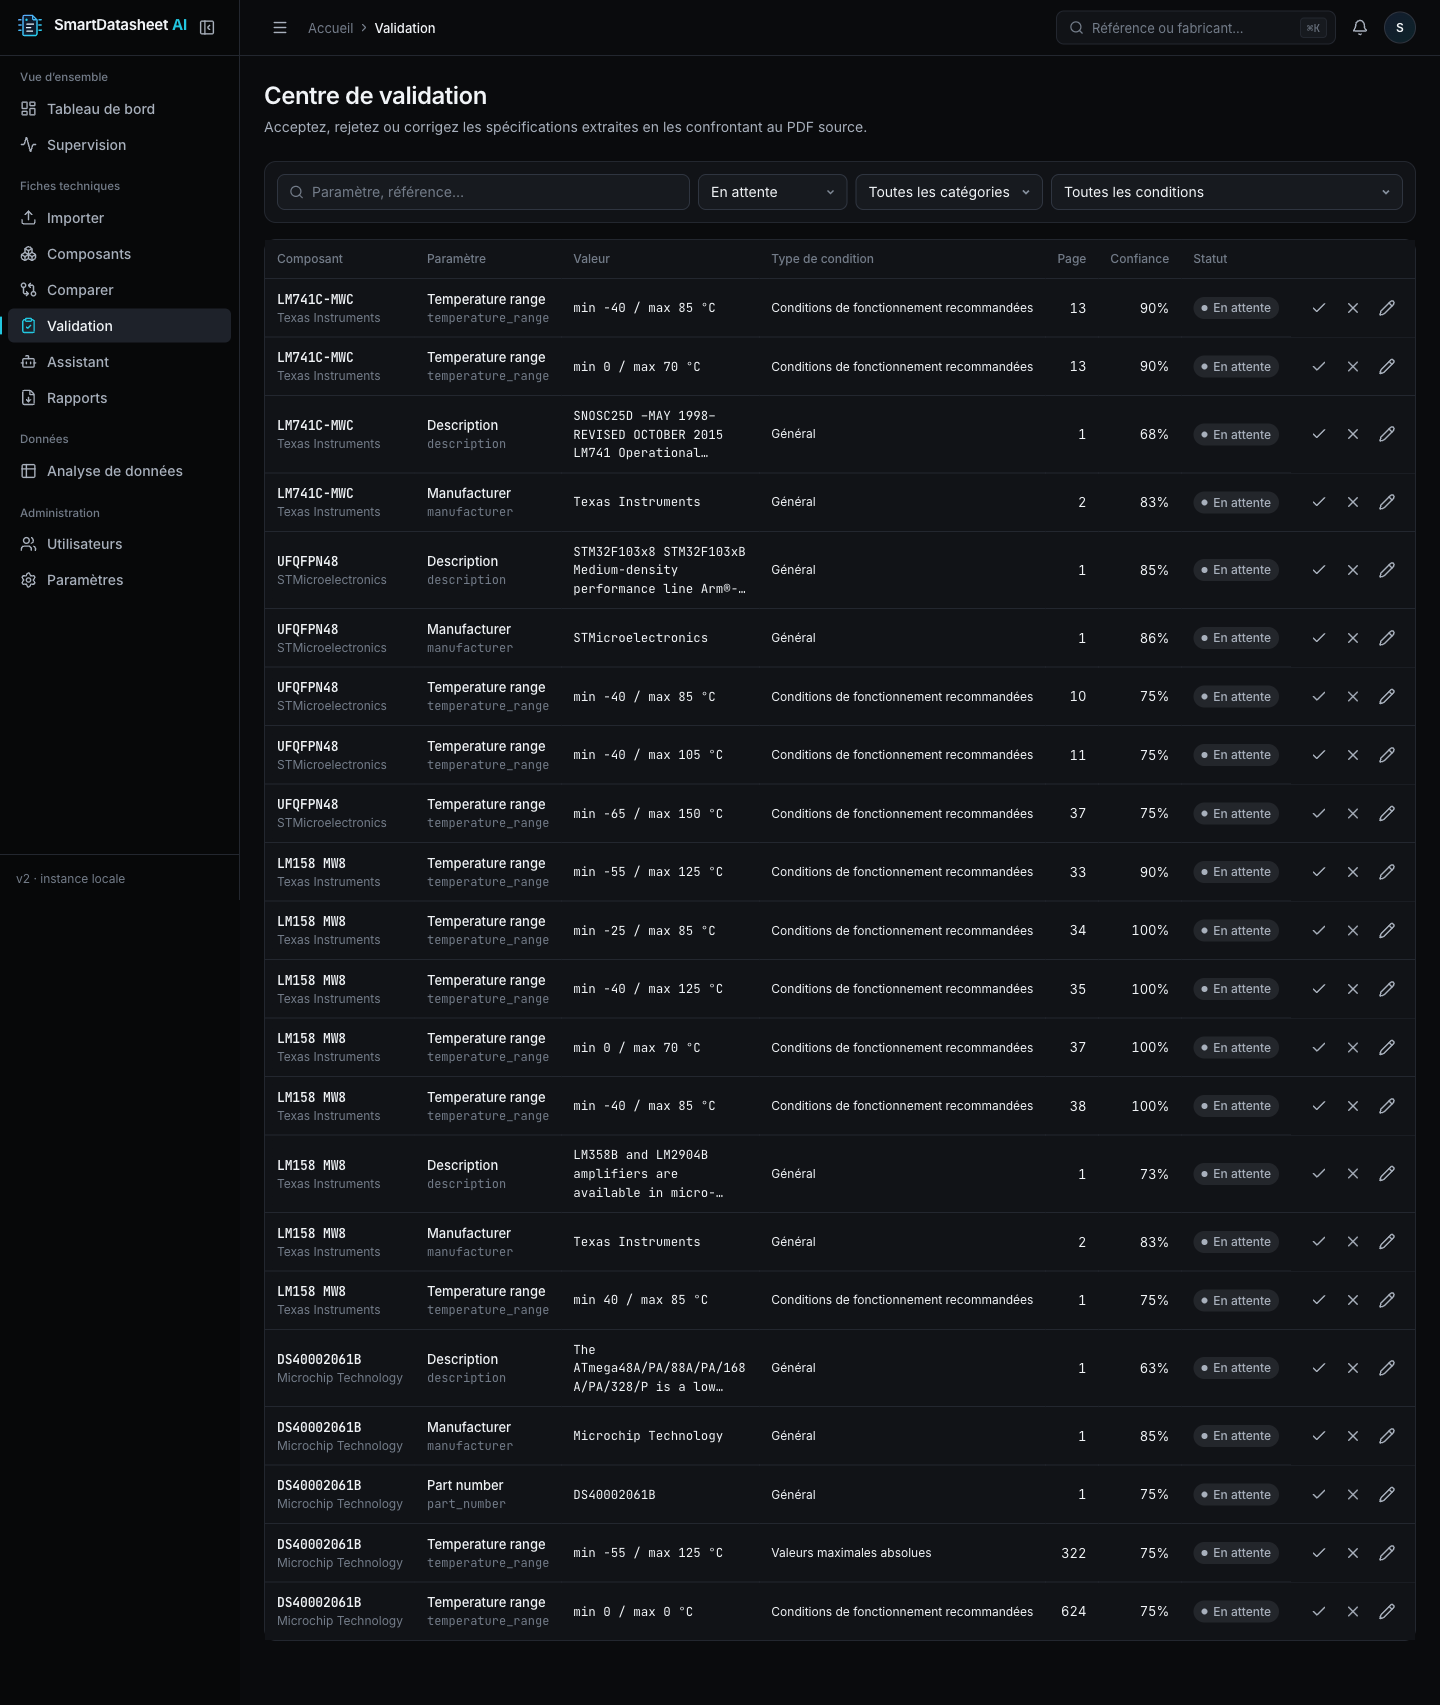 SmartDatasheet AI
Accueil > Validation
Référence ou fabricant...
⌘K
S
Vue d'ensemble
Tableau de bord
Supervision
Fiches techniques
Importer
Composants
Comparer
Validation
Assistant
Rapports
Données
Analyse de données
Administration
Utilisateurs
Paramètres
v2 · instance locale
Centre de validation
Acceptez, rejetez ou corrigez les spécifications extraites en les confrontant au PDF source.
Paramètre, référence...
En attente
Toutes les catégories
Toutes les conditions
Composant Paramètre Valeur Type de condition Page Confiance Statut
LM741C-MWC Temperature range
min -40 / max 85 °C Conditions de fonctionnement recommandées 13 90% En attente
Texas Instruments temperature_range
LM741C-MWC Temperature range
min 0 / max 70 °C Conditions de fonctionnement recommandées 13 90% En attente
Texas Instruments temperature_range
SNOSC25D –MAY 1998–
LM741C-MWC Description
REVISED OCTOBER 2015 Général 1 68% En attente
Texas Instruments description
LM741 Operational…
LM741C-MWC Manufacturer
Texas Instruments Général 2 83% En attente
Texas Instruments manufacturer
STM32F103x8 STM32F103xB
UFQFPN48 Description
Medium-density Général 1 85% En attente
STMicroelectronics description
performance line Arm®-…
UFQFPN48 Manufacturer
STMicroelectronics Général 1 86% En attente
STMicroelectronics manufacturer
UFQFPN48 Temperature range
min -40 / max 85 °C Conditions de fonctionnement recommandées 10 75% En attente
STMicroelectronics temperature_range
UFQFPN48 Temperature range
min -40 / max 105 °C Conditions de fonctionnement recommandées 11 75% En attente
STMicroelectronics temperature_range
UFQFPN48 Temperature range
min -65 / max 150 °C Conditions de fonctionnement recommandées 37 75% En attente
STMicroelectronics temperature_range
LM158 MW8 Temperature range
min -55 / max 125 °C Conditions de fonctionnement recommandées 33 90% En attente
Texas Instruments temperature_range
LM158 MW8 Temperature range
min -25 / max 85 °C Conditions de fonctionnement recommandées 34 100% En attente
Texas Instruments temperature_range
LM158 MW8 Temperature range
min -40 / max 125 °C Conditions de fonctionnement recommandées 35 100% En attente
Texas Instruments temperature_range
LM158 MW8 Temperature range
min 0 / max 70 °C Conditions de fonctionnement recommandées 37 100% En attente
Texas Instruments temperature_range
LM158 MW8 Temperature range
min -40 / max 85 °C Conditions de fonctionnement recommandées 38 100% En attente
Texas Instruments temperature_range
LM358B and LM2904B
LM158 MW8 Description
amplifiers are Général 1 73% En attente
Texas Instruments description
available in micro-…
LM158 MW8 Manufacturer
Texas Instruments Général 2 83% En attente
Texas Instruments manufacturer
LM158 MW8 Temperature range
min 40 / max 85 °C Conditions de fonctionnement recommandées 1 75% En attente
Texas Instruments temperature_range
The
DS40002061B Description
ATmega48A/PA/88A/PA/168 Général 1 63% En attente
Microchip Technology description
A/PA/328/P is a low…
DS40002061B Manufacturer
Microchip Technology Général 1 85% En attente
Microchip Technology manufacturer
DS40002061B Part number
DS40002061B Général 1 75% En attente
Microchip Technology part_number
DS40002061B Temperature range
min -55 / max 125 °C Valeurs maximales absolues 322 75% En attente
Microchip Technology temperature_range
DS40002061B Temperature range
min 0 / max 0 °C Conditions de fonctionnement recommandées 624 75% En attente
Microchip Technology temperature_range